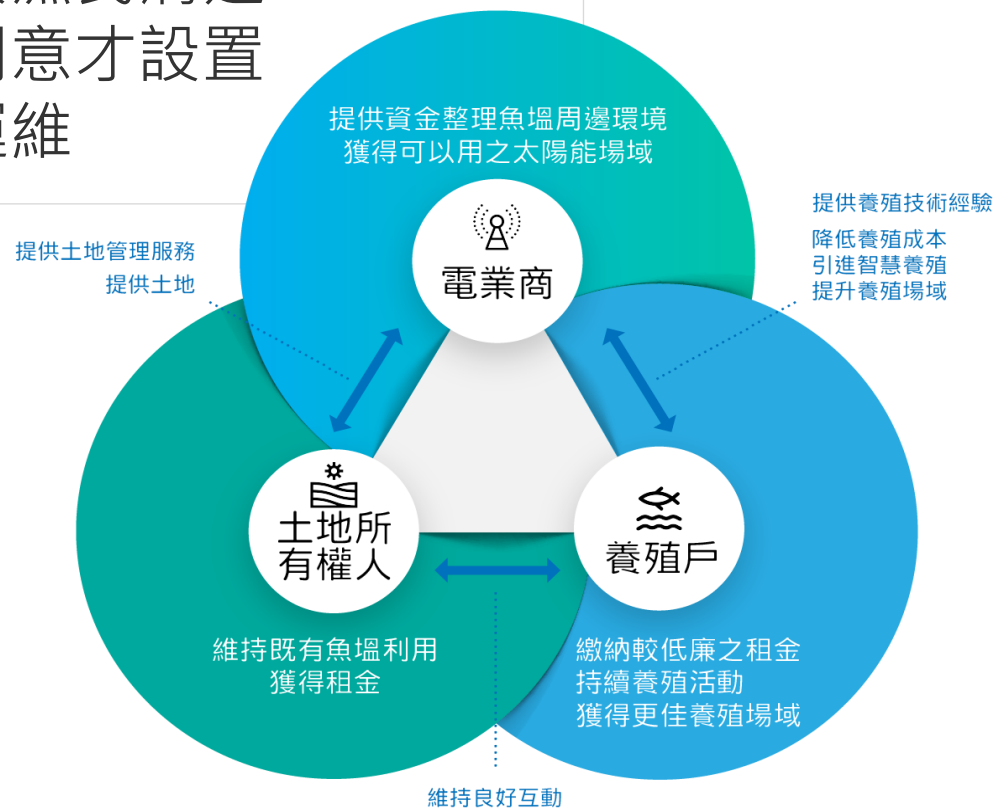 意才設置
維
提供資金整理魚塭周邊環境
獲得可以用之太陽能場域
電業商
提供土地管理服務
提供土地
提供養殖技術經驗
降低養殖成本
引進智慧養殖
提升養殖場域
土地所
有權人
養殖戶
維持既有魚塭利用
獲得租金
繳納較低廉之租金
持續養殖活動
獲得更佳養殖場域
維持良好互動